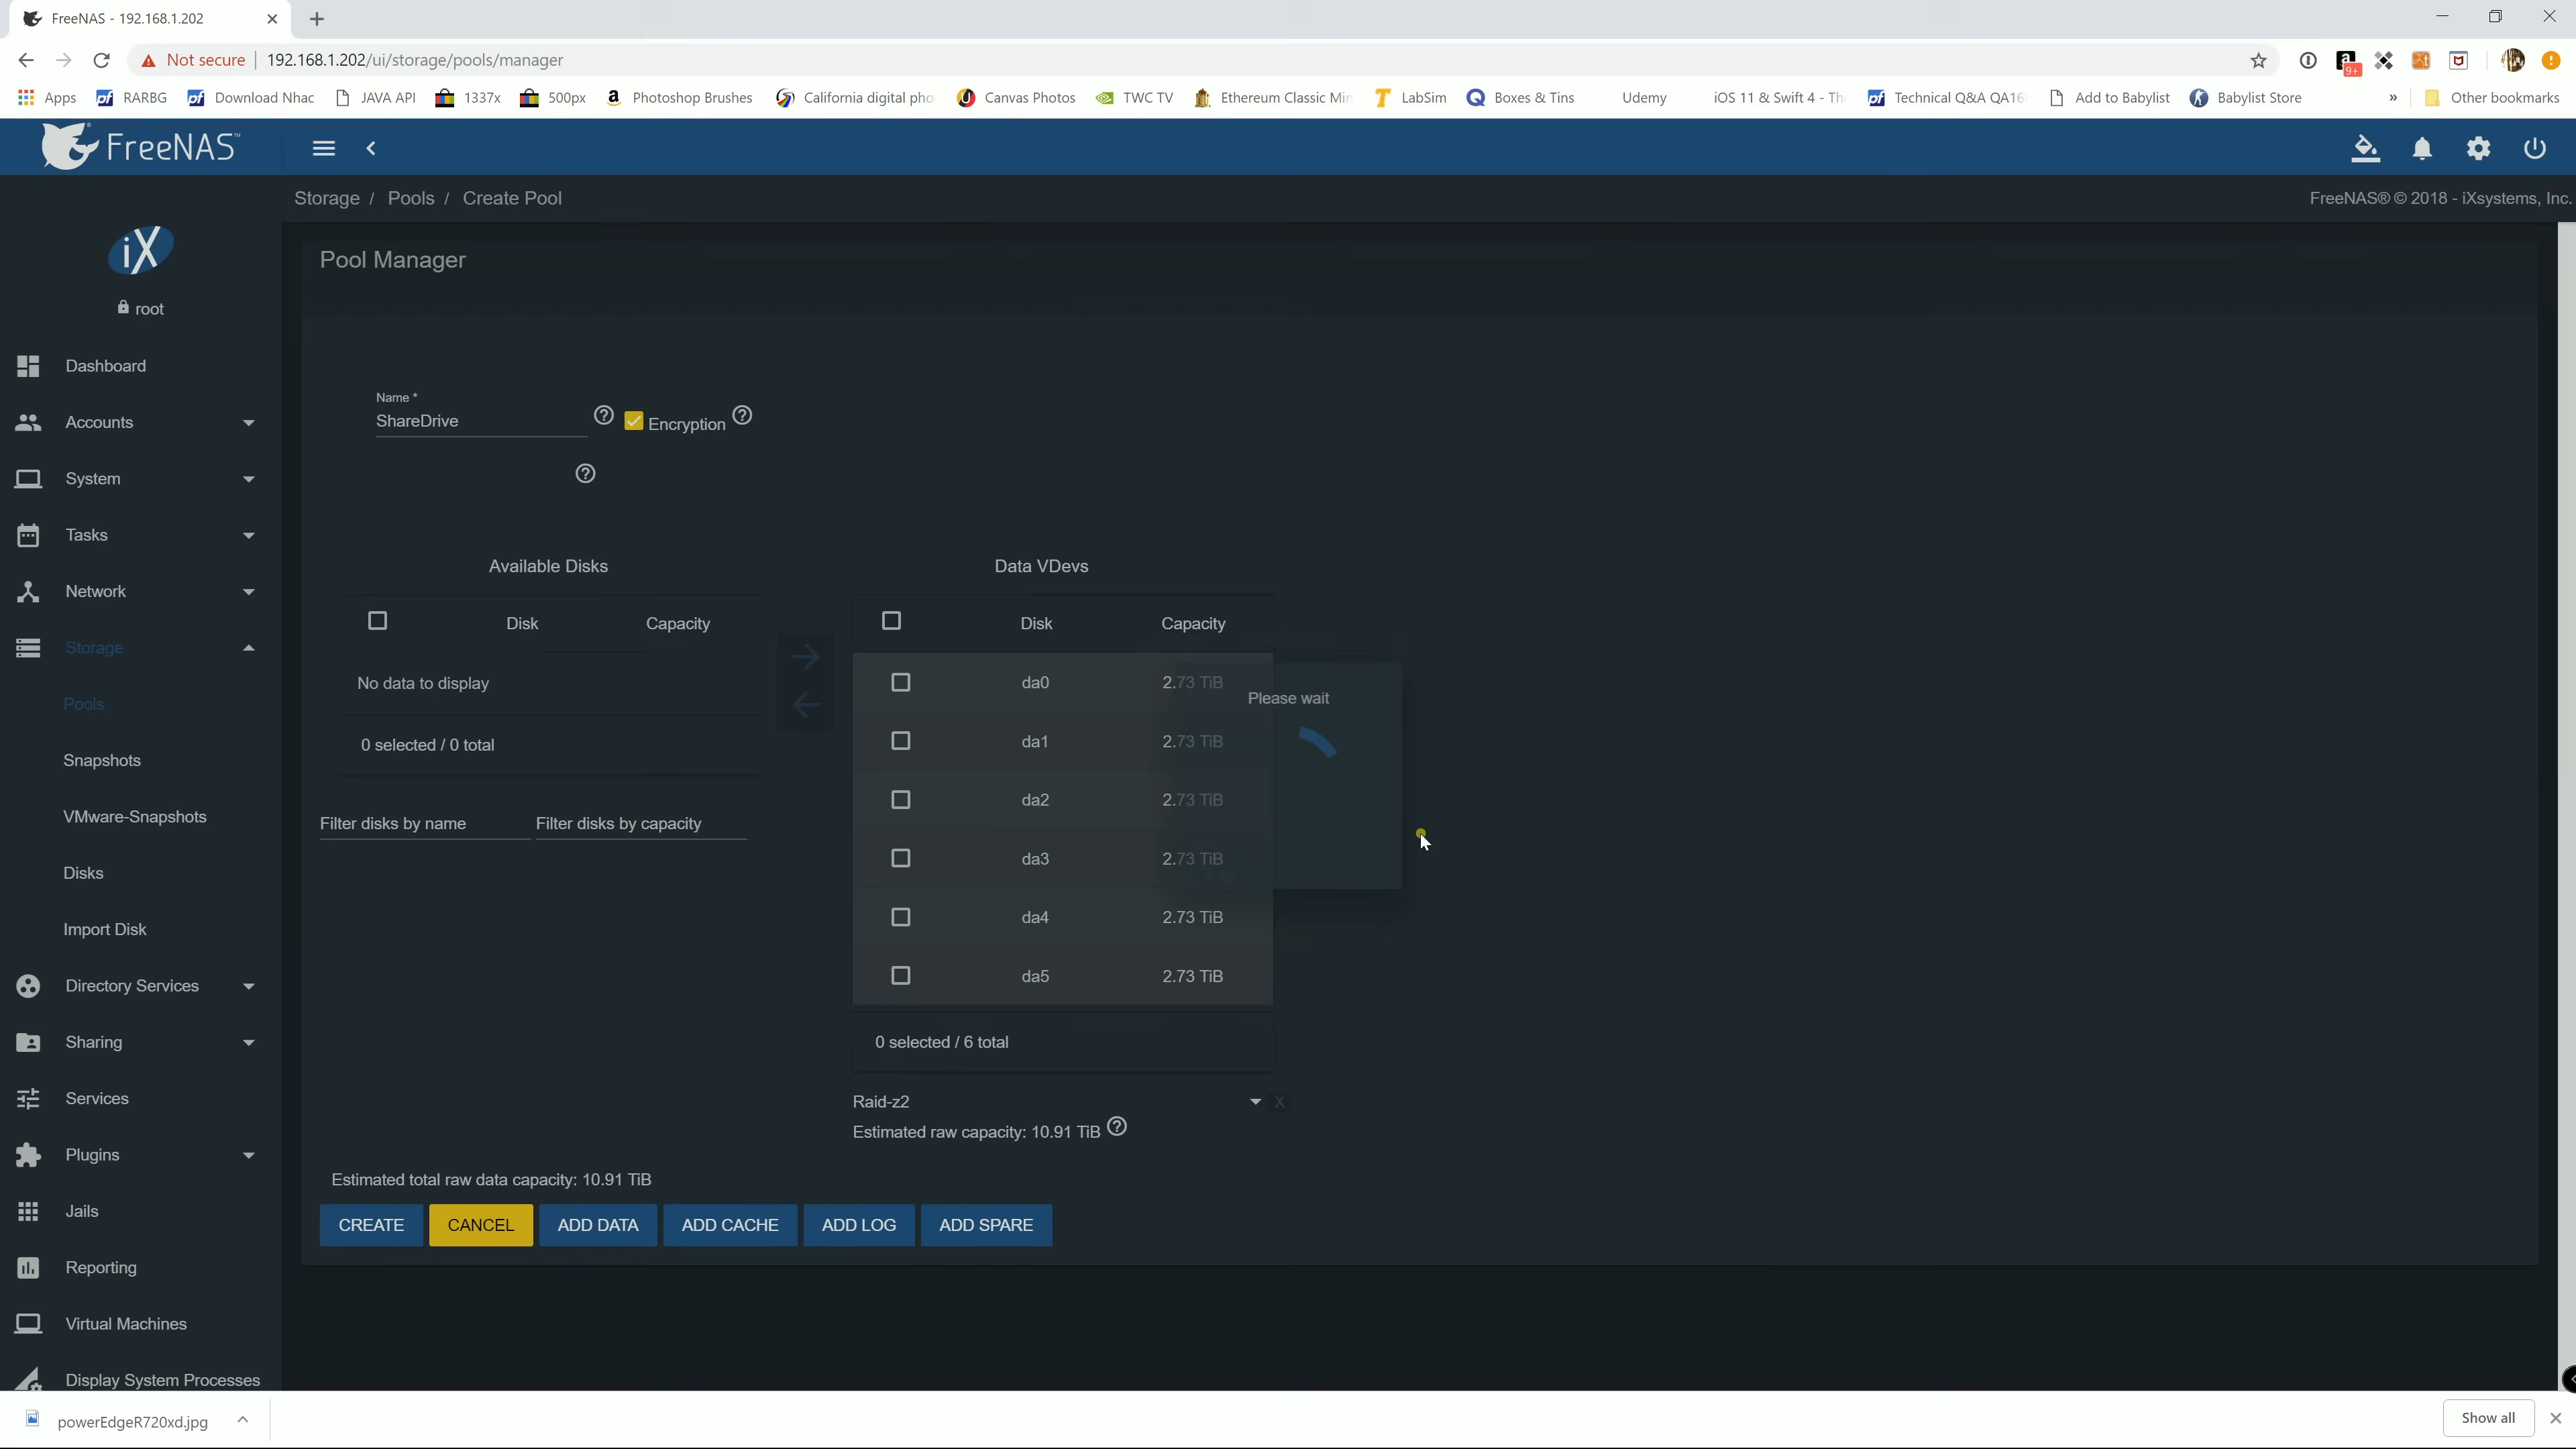 FreeNAS - 192.168.1.202
Not secure 192.168.1.202/ui/storage/pools/manager
a 9+
Apps RARBG Download Nhac JAVA API 1337x 500px Photoshop Brushes California digital pho Canvas Photos TWC TV Ethereum Classic Min LabSim Boxes & Tins Udemy iOS 11 & Swift 4 - Th Technical Q&A QA16 Add to Babylist Babylist Store » Other bookmarks
FreeNAS™
Storage / Pools / Create Pool
FreeNAS® © 2018 - iXsystems, Inc.
iX
root
Dashboard
Accounts
System
Tasks
Network
Storage
Pools
Snapshots
VMware-Snapshots
Disks
Import Disk
Directory Services
Sharing
Services
Plugins
Jails
Reporting
Virtual Machines
Display System Processes
Pool Manager
Name *
ShareDrive
Encryption
Available Disks
Disk Capacity
No data to display
0 selected / 0 total
Filter disks by name Filter disks by capacity
Data VDevs
Disk Capacity
da0 2.73 TiB
da1 2.73 TiB
da2 2.73 TiB
da3 2.73 TiB
da4 2.73 TiB
da5 2.73 TiB
0 selected / 6 total
Raid-z2 X
Estimated raw capacity: 10.91 TiB
Please wait
Estimated total raw data capacity: 10.91 TiB
CREATE CANCEL ADD DATA ADD CACHE ADD LOG ADD SPARE
powerEdgeR720xd.jpg
Show all